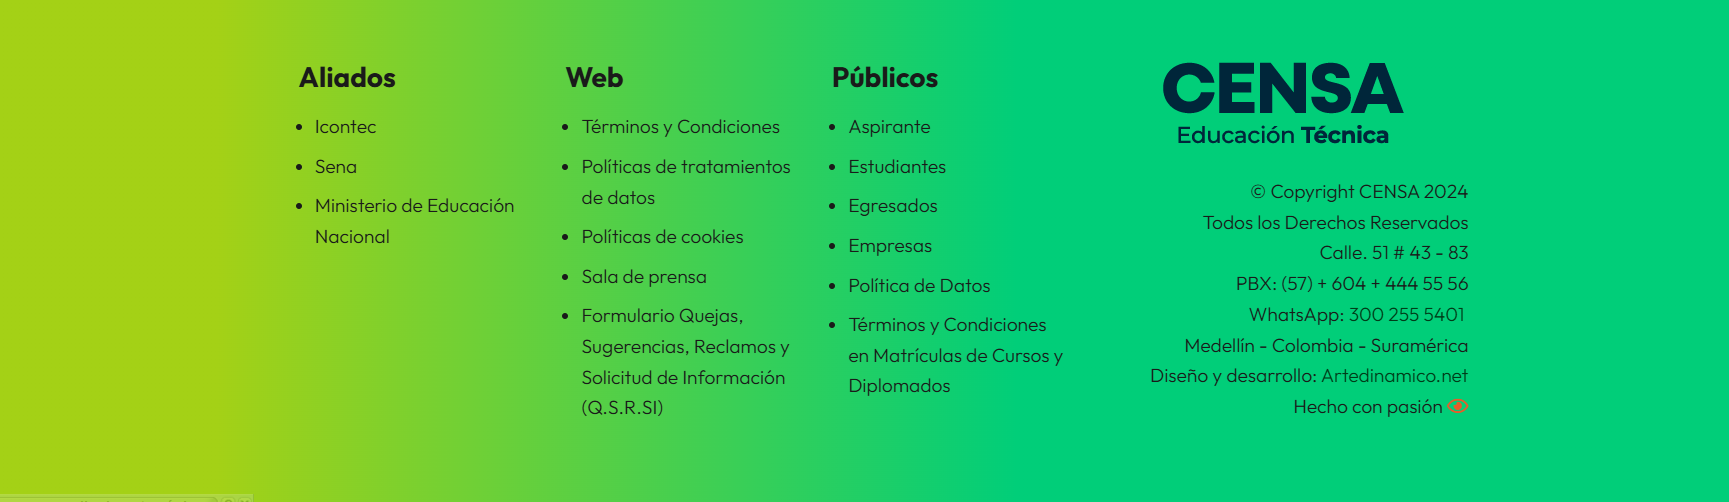 Aliados
Icontec
Sena
Ministerio de Educación
Nacional
Web
Términos y Condiciones
Políticas de tratamientos
de datos
Políticas de cookies
Sala de prensa
Formulario Quejas,
Sugerencias, Reclamos y
Solicitud de Información
(Q.S.R.SI)
Públicos
Aspirante
Estudiantes
Egresados
Empresas
Política de Datos
Términos y Condiciones
en Matrículas de Cursos y
Diplomados
CENSA
Educación Técnica
© Copyright CENSA 2024
Todos los Derechos Reservados
Calle. 51 # 43 - 83
PBX: (57) + 604 + 444 55 56
WhatsApp: 300 255 5401
Medellín - Colombia - Suramérica
Diseño y desarrollo: Artedinamico.net
Hecho con pasión